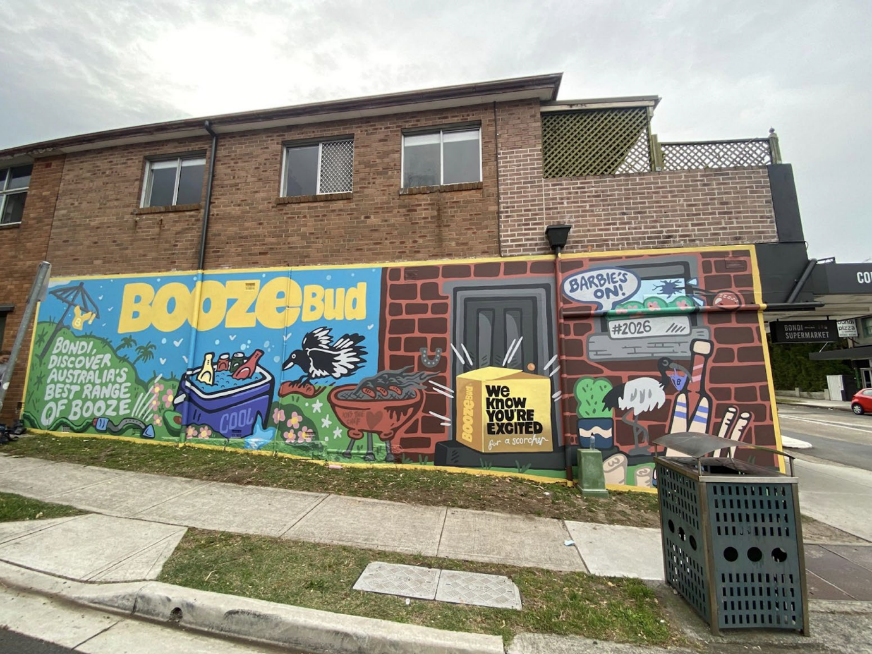 BOOZEBUD
BONDI,
DISCOVER
AUSTRALIA'S
BEST RANGE
OF BOOZE
COOL
BOOZEBUD
We
KNOW
YOU'RE
EXCITED
for a scorcher
BARBIE'S
ON!
#2026
BONDI
SUPERMARKET